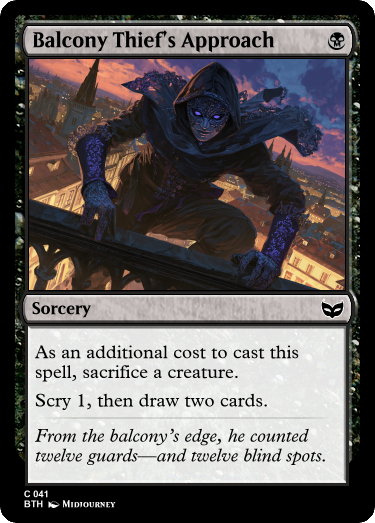 Balcony Thief's Approach
Sorcery
As an additional cost to cast this
spell, sacrifice a creature.
Scry 1, then draw two cards.
From the balcony's edge, he counted
twelve guards—and twelve blind spots.
C 041
BTH Midjourney